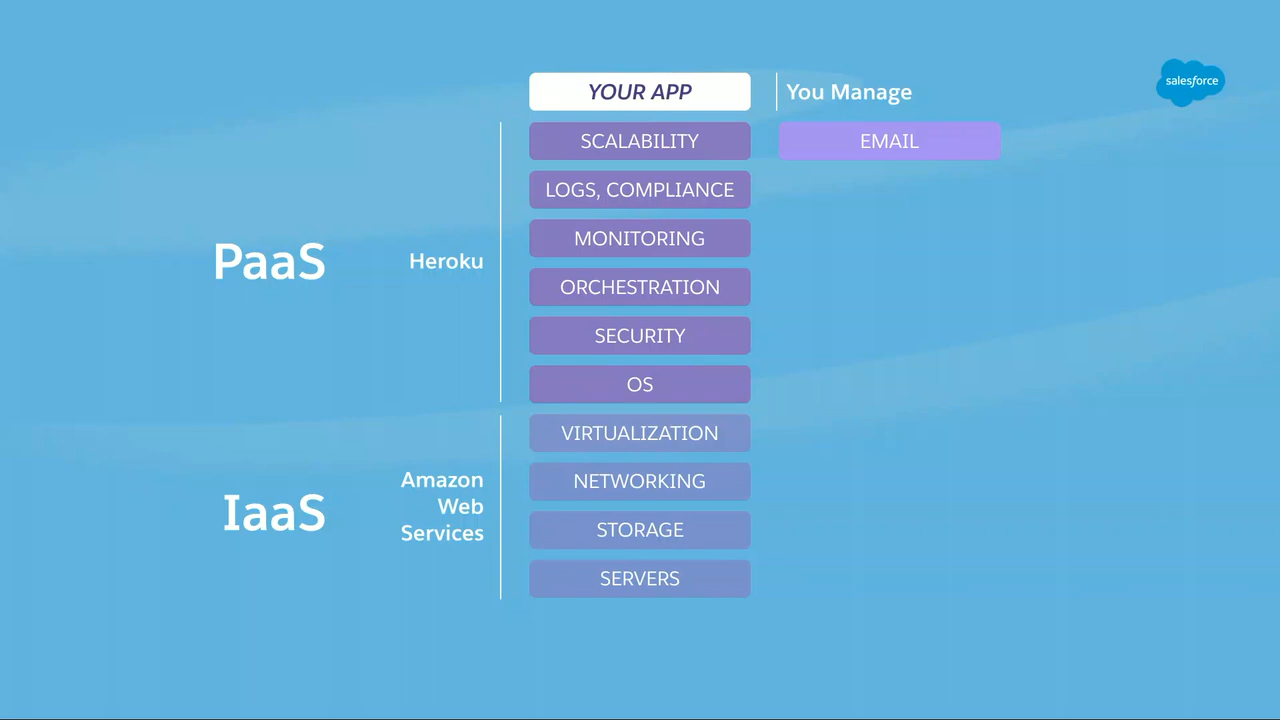 YOUR APP
You Manage
salesforce
SCALABILITY
EMAIL
LOGS, COMPLIANCE
MONITORING
PaaS
Heroku
ORCHESTRATION
SECURITY
OS
VIRTUALIZATION
IaaS
Amazon
Web
Services
NETWORKING
STORAGE
SERVERS